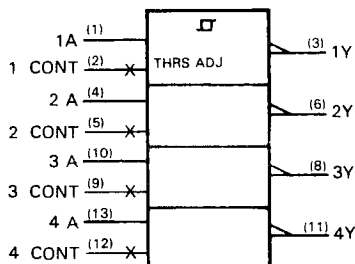 1A (1)
(3) 1Y
1 CONT (2)
THRS ADJ
2 A (4)
(6) 2Y
2 CONT (5)
3 A (10)
(8) 3Y
3 CONT (9)
4 A (13)
(11) 4Y
4 CONT (12)